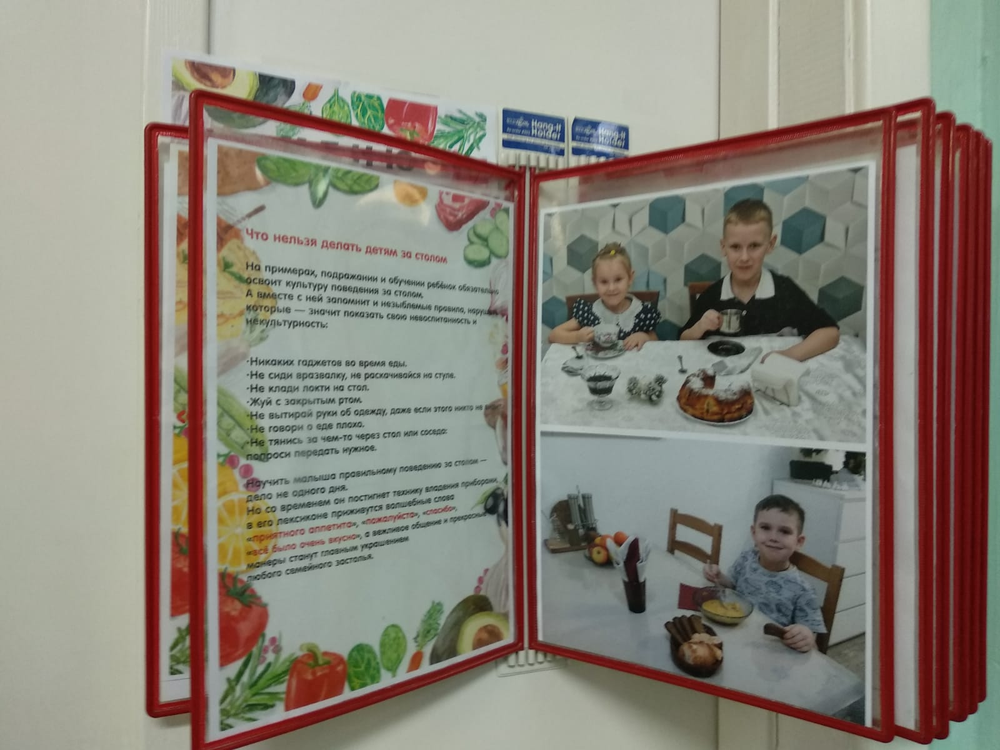 Hang-It
Holder
Hang-It
Holder
Что нельзя делать детям за столом
На примерах, подражании и обучении ребёнок обязательно
освоит культуру поведения за столом.
А вместе с ней запомнит и незыблемые правила,
которые — значит показать свою невоспитанность и
некультурность:
·Никаких гаджетов во время еды.
·Не сиди вразвалку, не раскачивайся на стуле.
·Не клади локти на стол.
·Жуй с закрытым ртом.
·Не вытирай руки об одежду, даже если этого никто не
·Не говори о еде плохо.
·Не тянись за чем-то через стол или соседа:
попроси передать нужное.
Научить малыша правильному поведению за столом —
дело не одного дня.
Но со временем он постигнет технику владения приборами,
в его лексиконе приживутся волшебные слова
«приятного аппетита», «пожалуйста», «спасибо»,
«всё было очень вкусно», а вежливое общение и прекрасные
манеры станут главным украшением
любого семейного застолья.